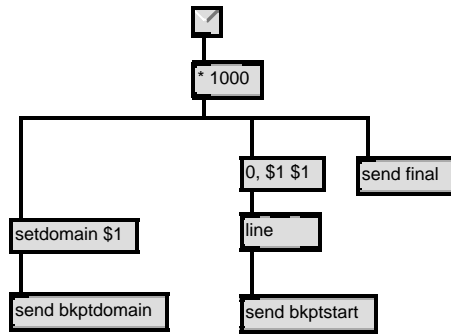 * 1000
0, $1 $1
send final
setdomain $1
line
send bkptdomain
send bkptstart